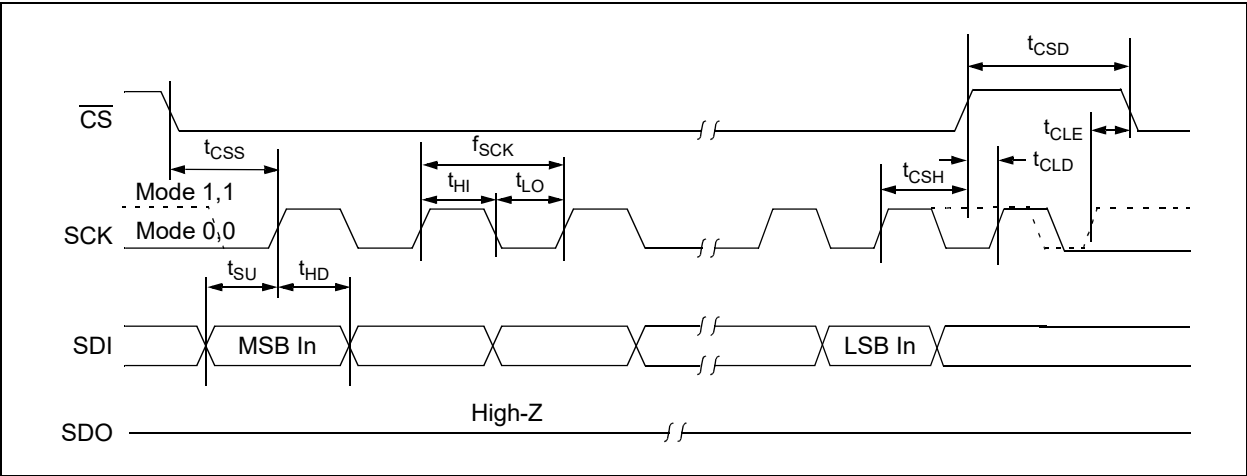 tCSD
CS
tCLE
tCSS
fSCK
tCLD
tCSH
tHI
tLO
Mode 1,1
SCK
Mode 0,0
tSU
tHD
SDI
MSB In
LSB In
High-Z
SDO